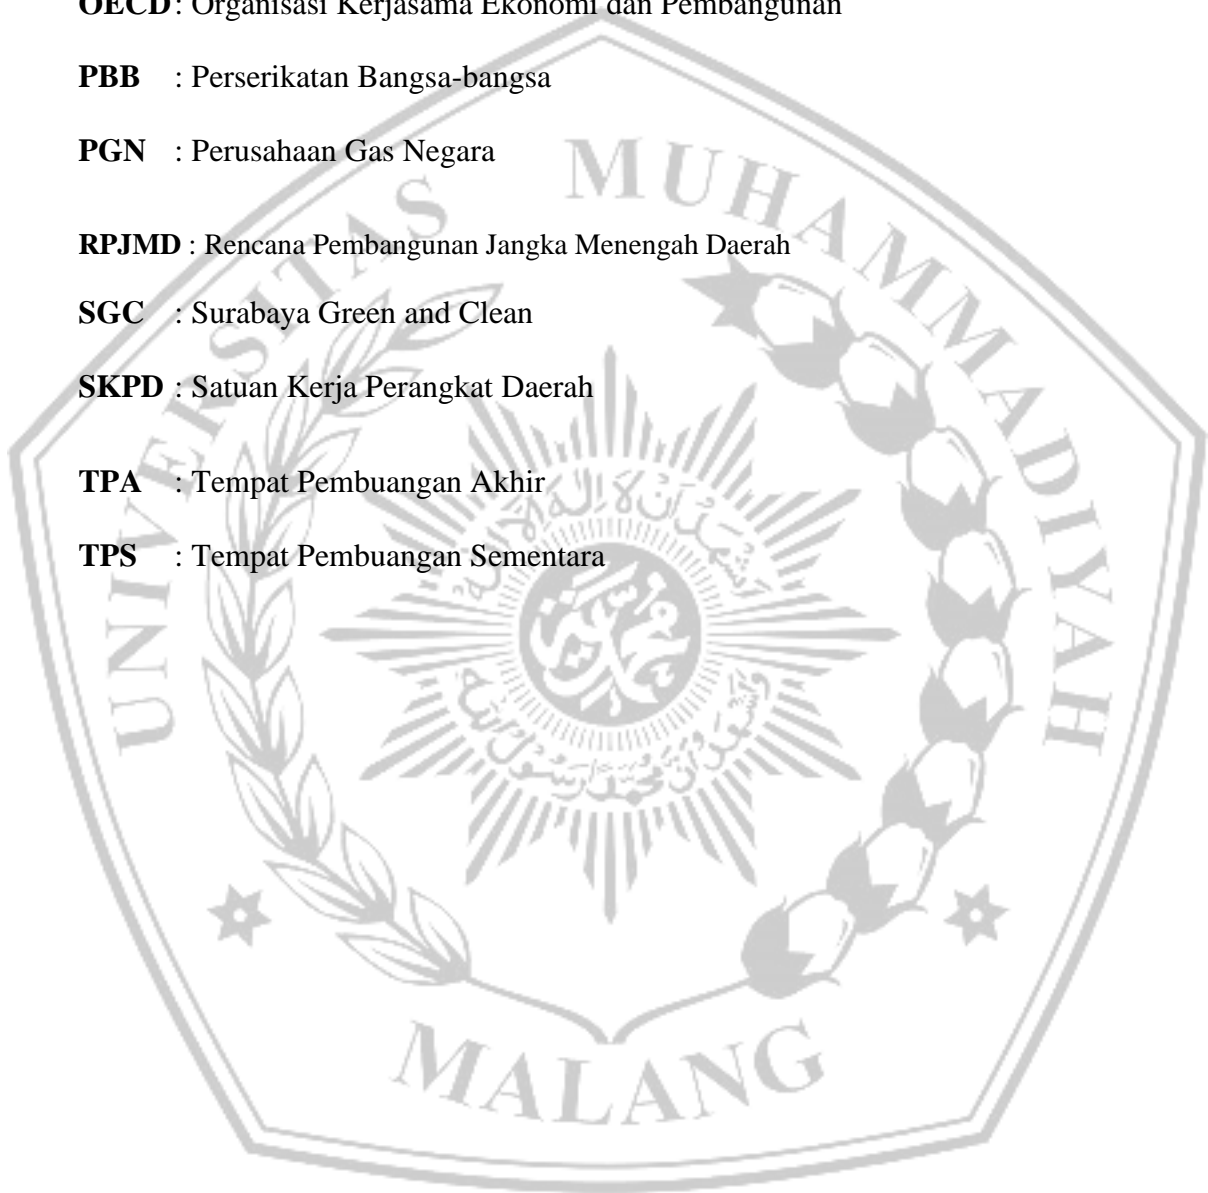 OECD : Organisasi Kerjasama Ekonomi dan Pembangunan
PBB : Perserikatan Bangsa-bangsa
PGN : Perusahaan Gas Negara
RPJMD : Rencana Pembangunan Jangka Menengah Daerah
SGC : Surabaya Green and Clean
SKPD : Satuan Kerja Perangkat Daerah
TPA : Tempat Pembuangan Akhir
TPS : Tempat Pembuangan Sementara
UNIVERSITAS MUHAMMADIYAH
MALANG